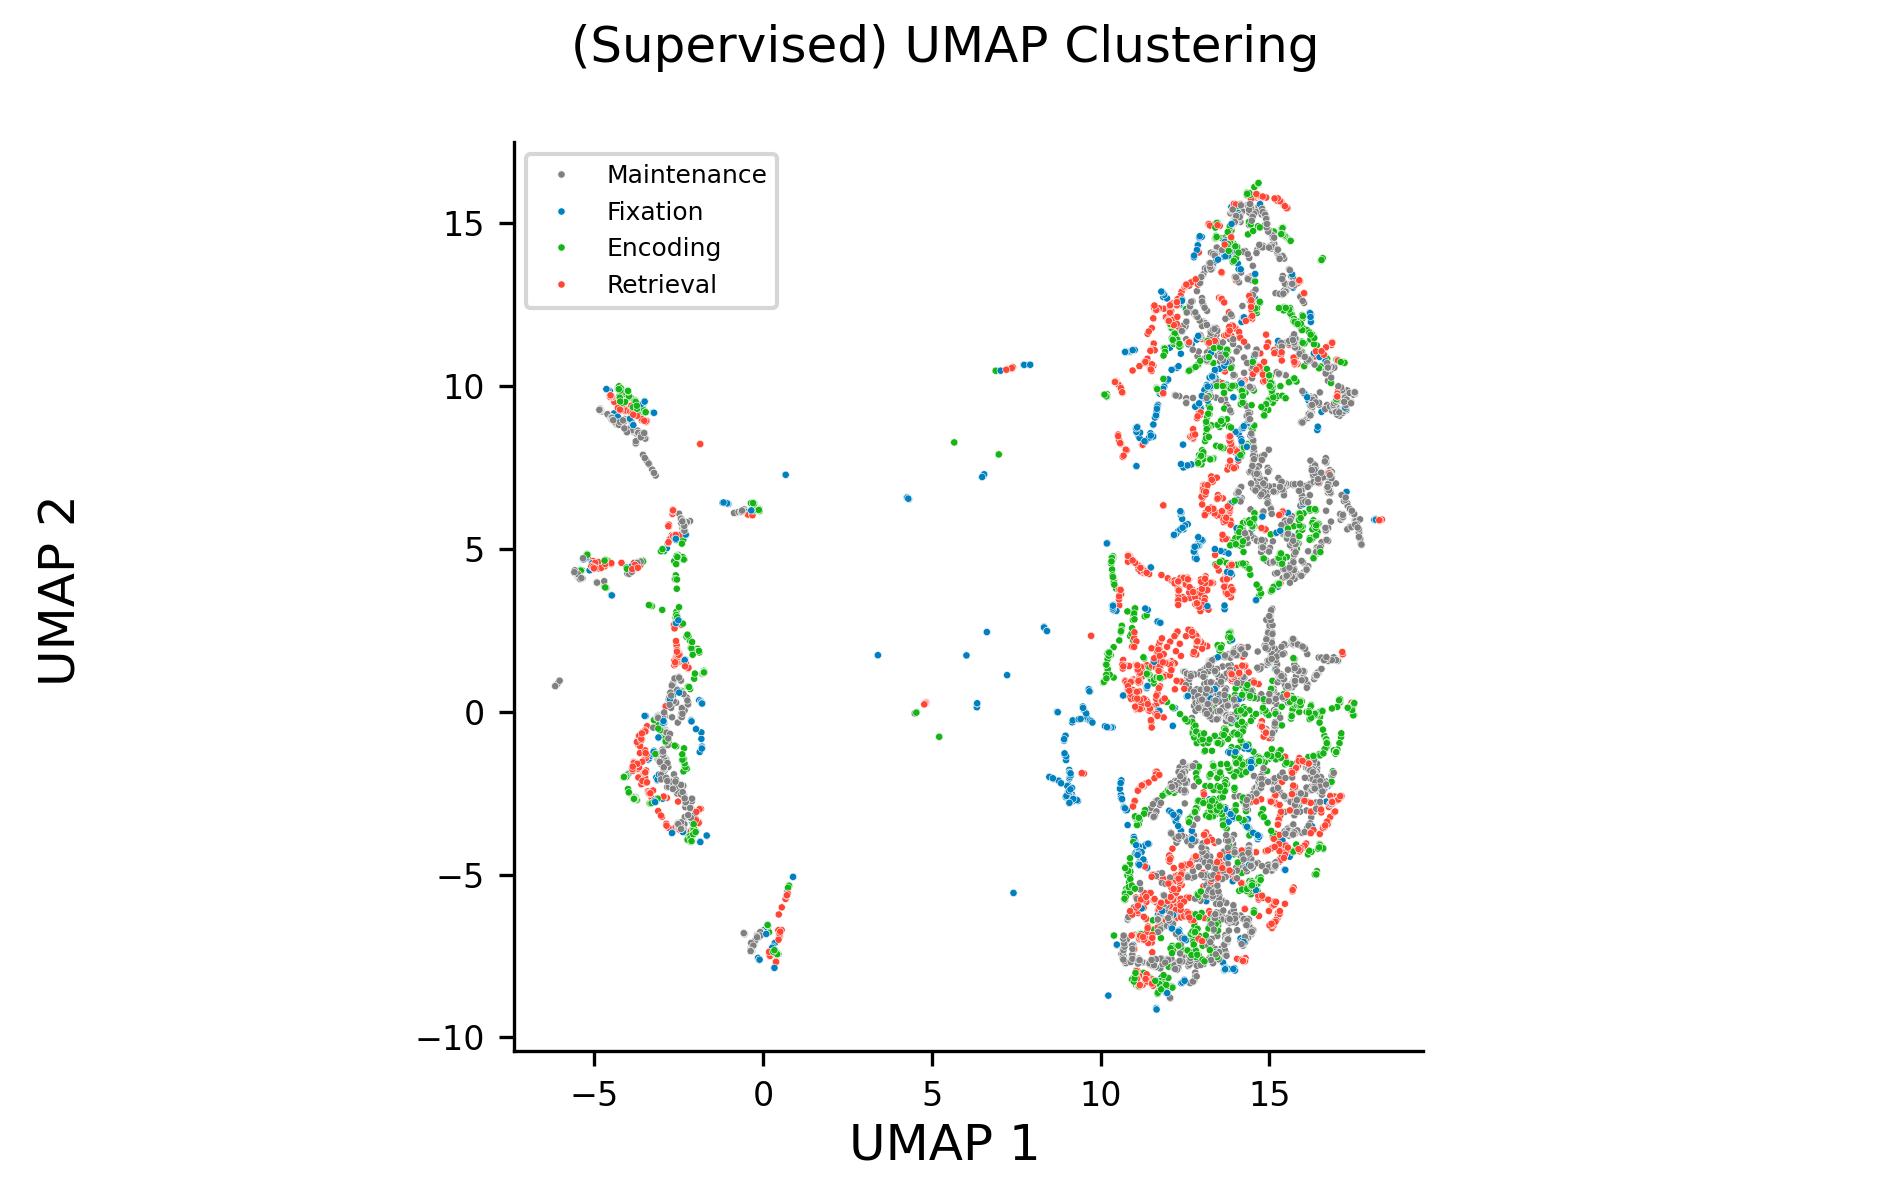 (Supervised) UMAP Clustering
Maintenance
Fixation
Encoding
Retrieval
UMAP 2
15
10
5
0
−5
−10
−5
0
5
10
15
UMAP 1